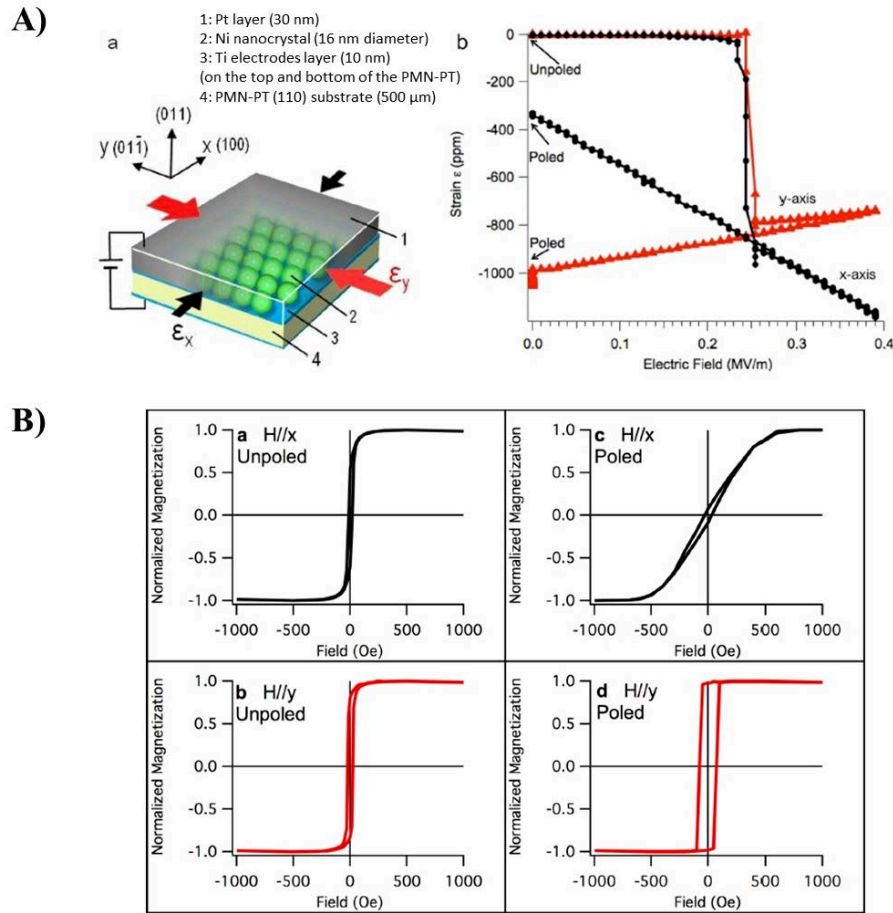 A)
a
1: Pt layer (30 nm)
2: Ni nanocrystal (16 nm diameter)
3: Ti electrodes layer (10 nm)
(on the top and bottom of the PMN-PT)
4: PMN-PT (110) substrate (500 μm)
(011)
y (011̄)
x (100)
1
εy
2
εx
3
4
b
0
-200
-400
-600
-800
-1000
Strain ε (ppm)
Unpoled
Poled
Poled
y-axis
x-axis
0.0
0.1
0.2
0.3
0.4
Electric Field (MV/m)
B)
a H//x
Unpoled
Normalized Magnetization
1.0
0.5
0.0
-0.5
-1.0
-1000
-500
0
500
1000
Field (Oe)
c H//x
Poled
Normalized Magnetization
1.0
0.5
0.0
-0.5
-1.0
-1000
-500
0
500
1000
Field (Oe)
b H//y
Unpoled
Normalized Magnetization
1.0
0.5
0.0
-0.5
-1.0
-1000
-500
0
500
1000
Field (Oe)
d H//y
Poled
Normalized Magnetization
1.0
0.5
0.0
-0.5
-1.0
-1000
-500
0
500
1000
Field (Oe)